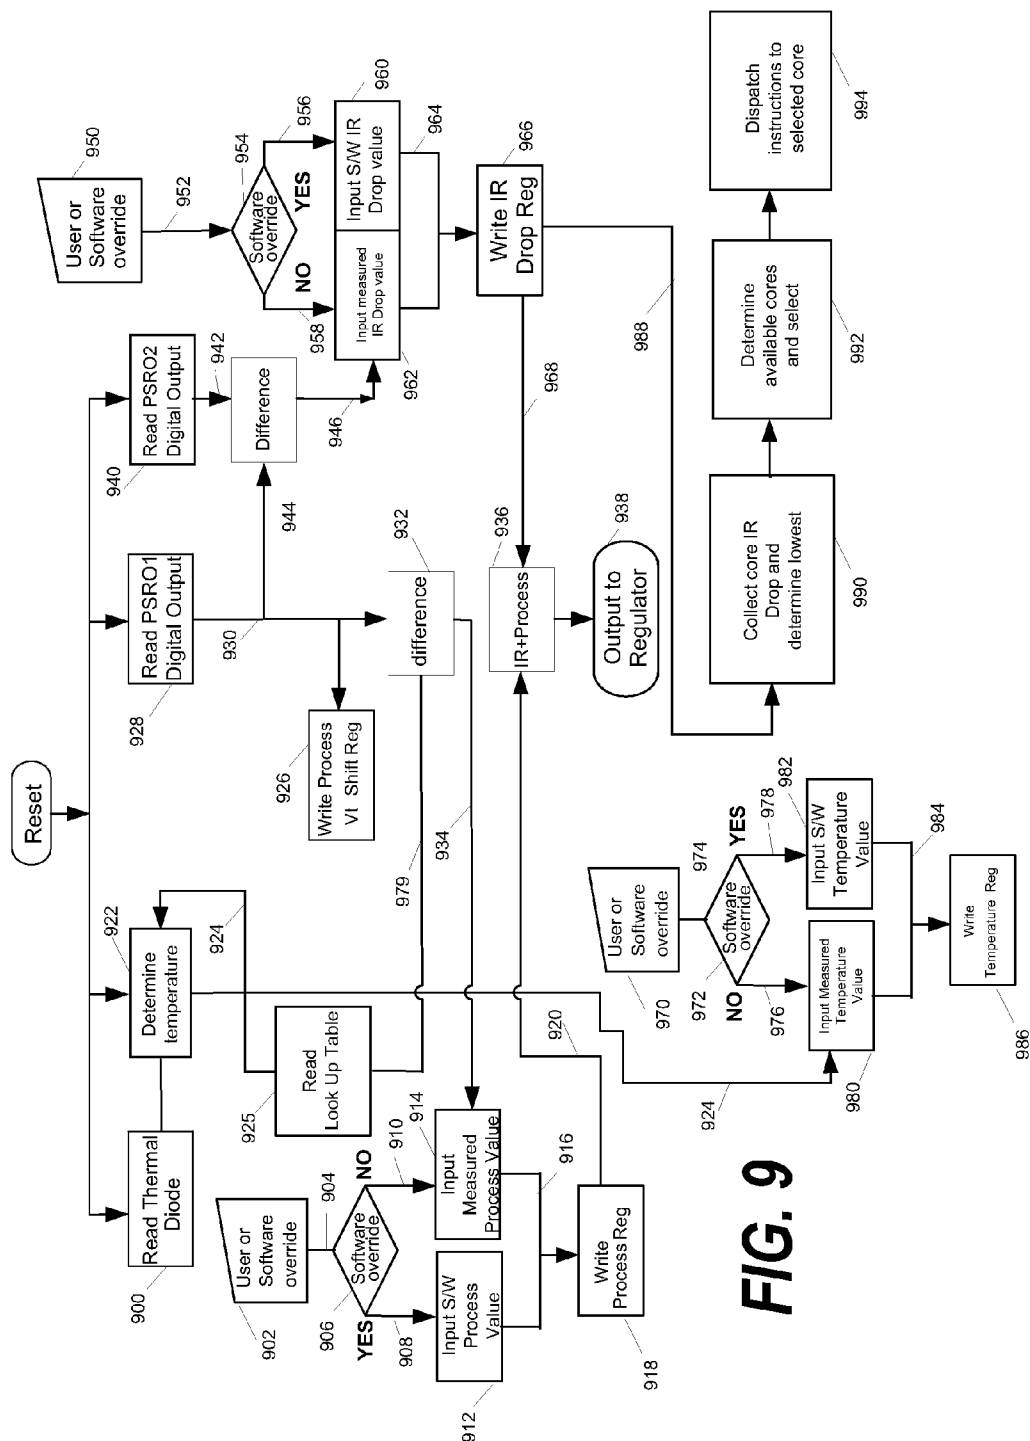 Reset
900
Read Thermal
Diode
922
Determine
temperature
924
928
Read PSRO1
Digital Output
930
940
Read PSRO2
Digital Output
942
950
User or
Software
override
952
954
Software
override
YES
956
NO
958
Difference
944
946
Input S/W IR
Drop value
960
Input measured
IR Drop value
962
964
Write IR
Drop Reg
966
968
988
925
Read
Look Up Table
926
Write Process
Vt Shift Reg
932
difference
934
979
902
User or
Software
override
904
906
Software
override
YES
908
NO
910
912
Input S/W
Process
Value
914
Input
Measured
Process Value
916
918
Write
Process Reg
920
936
IR+Process
938
Output to
Regulator
924
970
User or
Software
override
974
972
Software
override
NO
976
YES
978
982
Input S/W
Temperature
Value
980
Input Measured
Temperature
Value
984
986
Write
Temperature Reg
990
Collect core IR
Drop and
determine lowest
992
Determine
available cores
and select
994
Dispatch
instructions to
selected core
FIG. 9